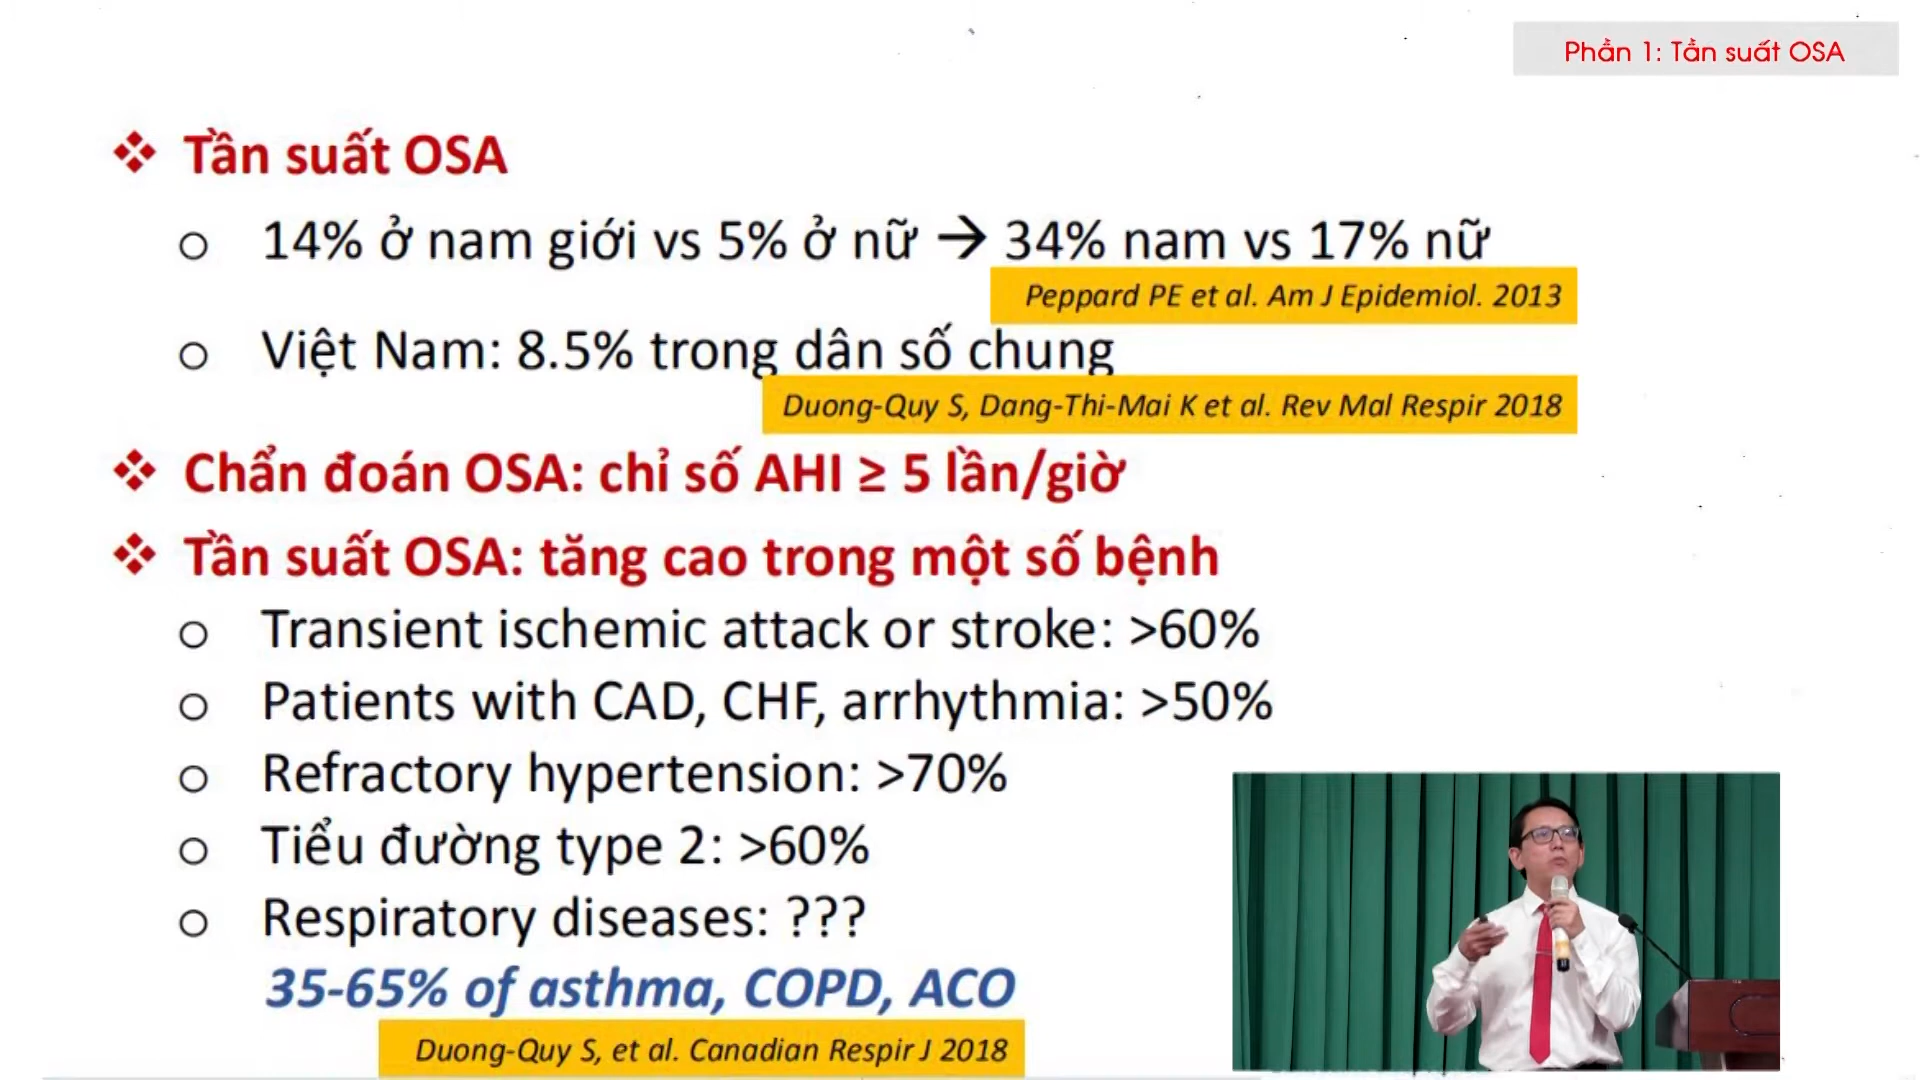 Phần 1: Tần suất OSA
❖ Tần suất OSA
o 14% ở nam giới vs 5% ở nữ → 34% nam vs 17% nữ
Peppard PE et al. Am J Epidemiol. 2013
o Việt Nam: 8.5% trong dân số chung
Duong-Quy S, Dang-Thi-Mai K et al. Rev Mal Respir 2018
❖ Chẩn đoán OSA: chỉ số AHI ≥ 5 lần/giờ
❖ Tần suất OSA: tăng cao trong một số bệnh
o Transient ischemic attack or stroke: >60%
o Patients with CAD, CHF, arrhythmia: >50%
o Refractory hypertension: >70%
o Tiểu đường type 2: >60%
o Respiratory diseases: ???
35-65% of asthma, COPD, ACO
Duong-Quy S, et al. Canadian Respir J 2018